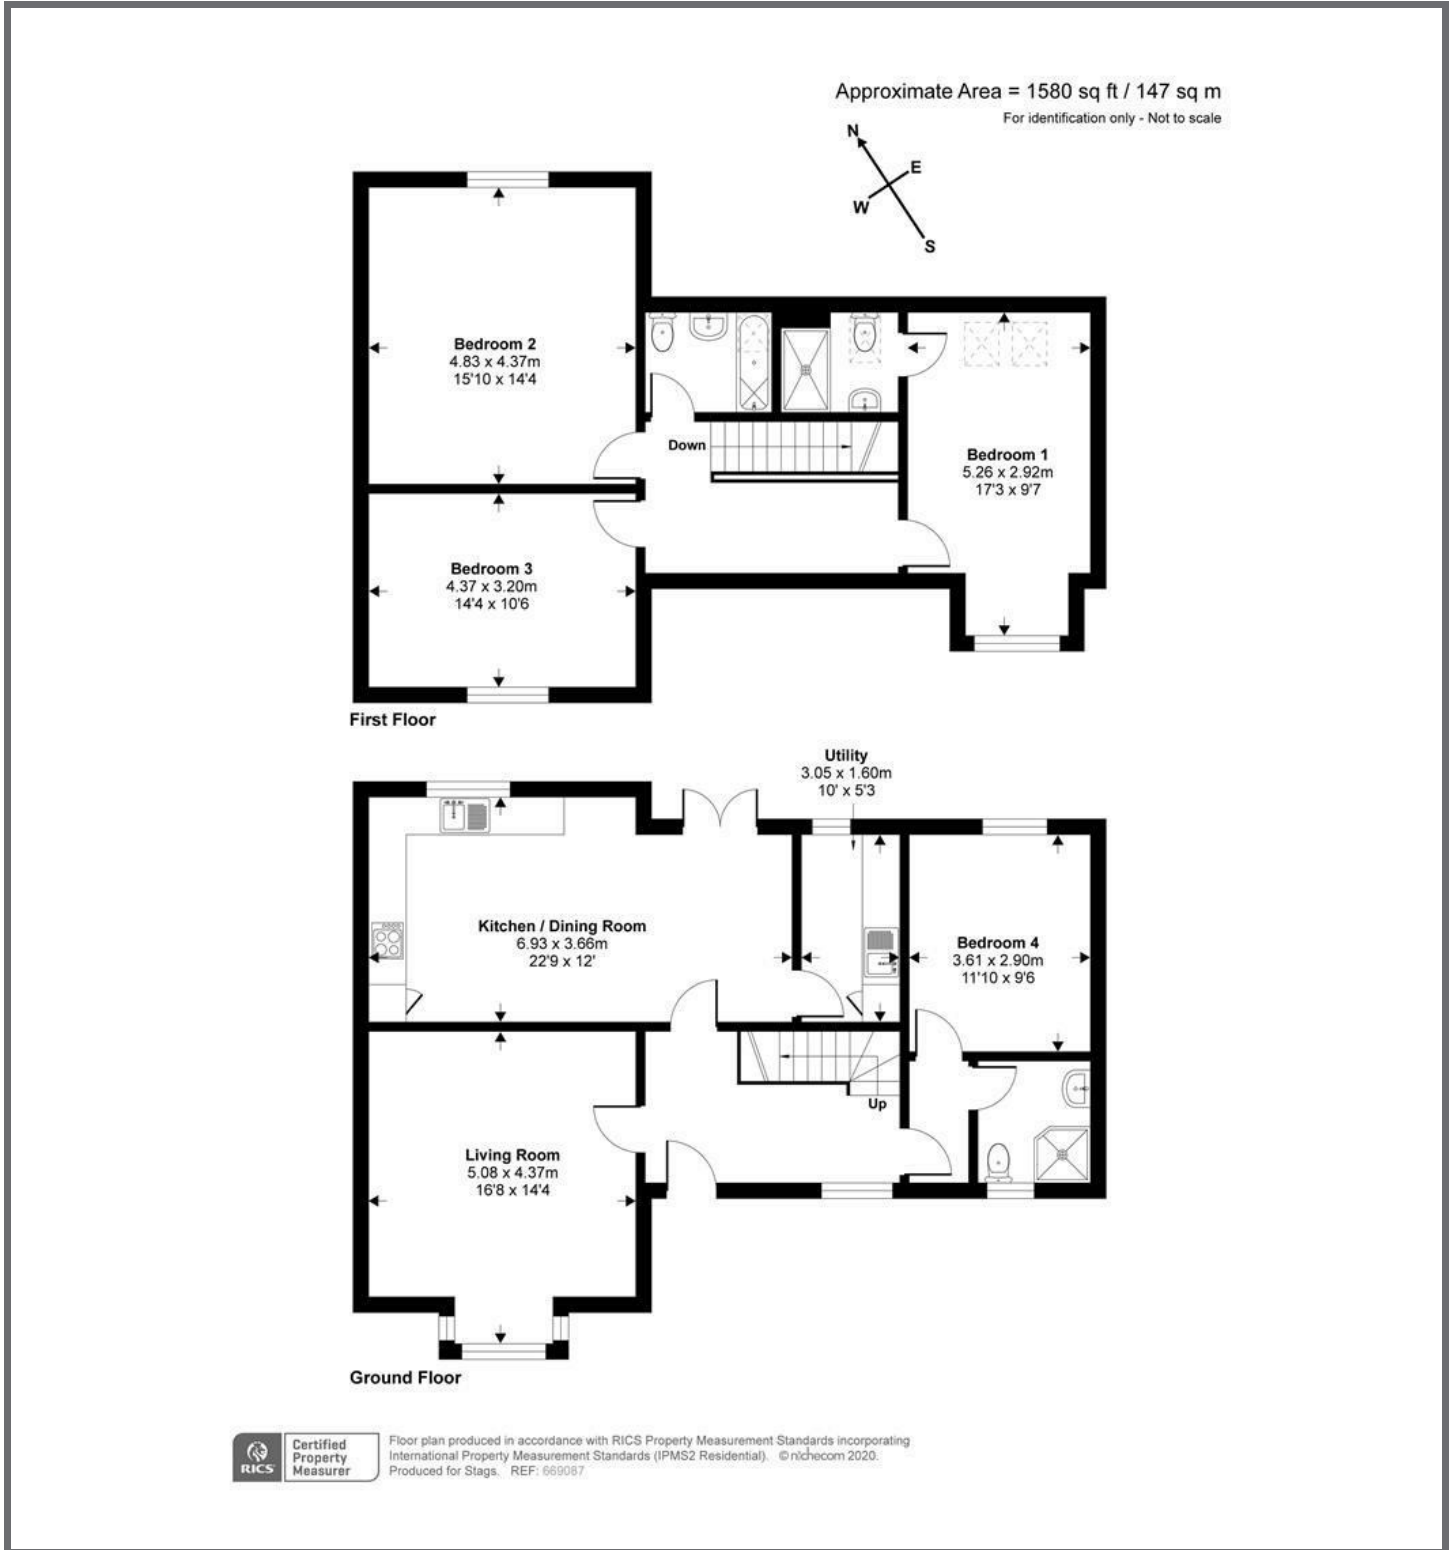 Approximate Area = 1580 sq ft / 147 sq m
For identification only - Not to scale
N
E
W
S
Bedroom 2
4.83 x 4.37m
15'10 x 14'4
Down
Bedroom 1
5.26 x 2.92m
17'3 x 9'7
Bedroom 3
4.37 x 3.20m
14'4 x 10'6
First Floor
Utility
3.05 x 1.60m
10' x 5'3
Kitchen / Dining Room
6.93 x 3.66m
22'9 x 12'
Bedroom 4
3.61 x 2.90m
11'10 x 9'6
Up
Living Room
5.08 x 4.37m
16'8 x 14'4
Ground Floor
RICS
Certified
Property
Measurer
Floor plan produced in accordance with RICS Property Measurement Standards incorporating
International Property Measurement Standards (IPMS2 Residential). © nichecom 2020.
Produced for Stags. REF: 669087